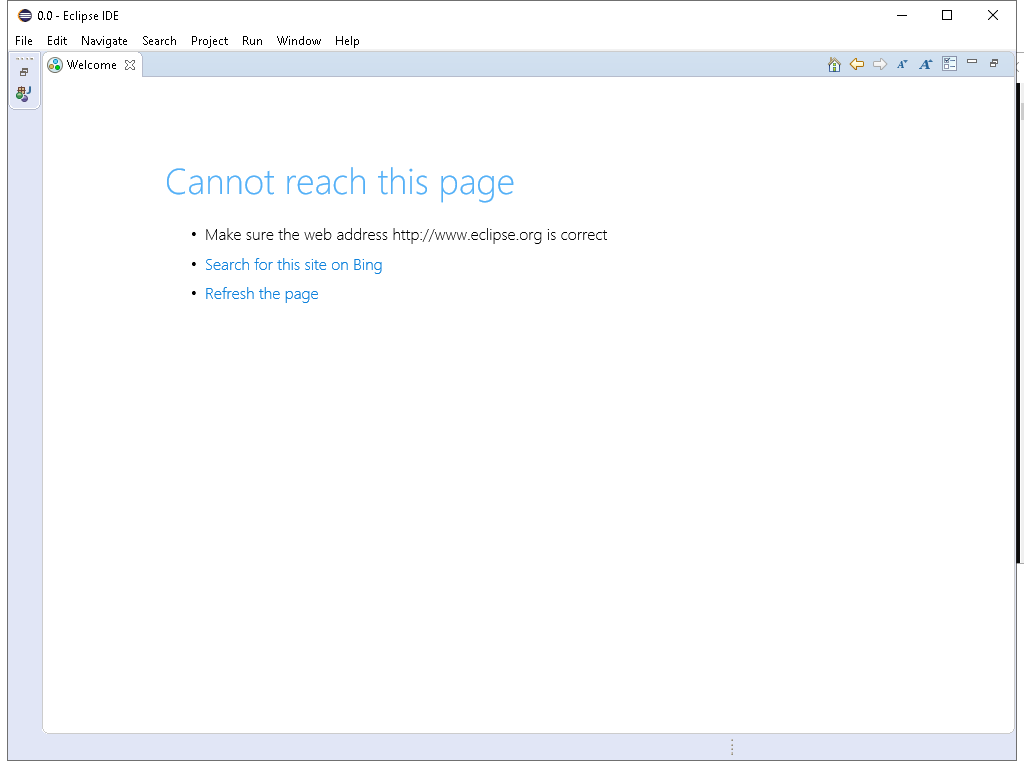 0.0 - Eclipse IDE
File Edit Navigate Search Project Run Window Help
Welcome
Cannot reach this page
• Make sure the web address http://www.eclipse.org is correct
• Search for this site on Bing
• Refresh the page